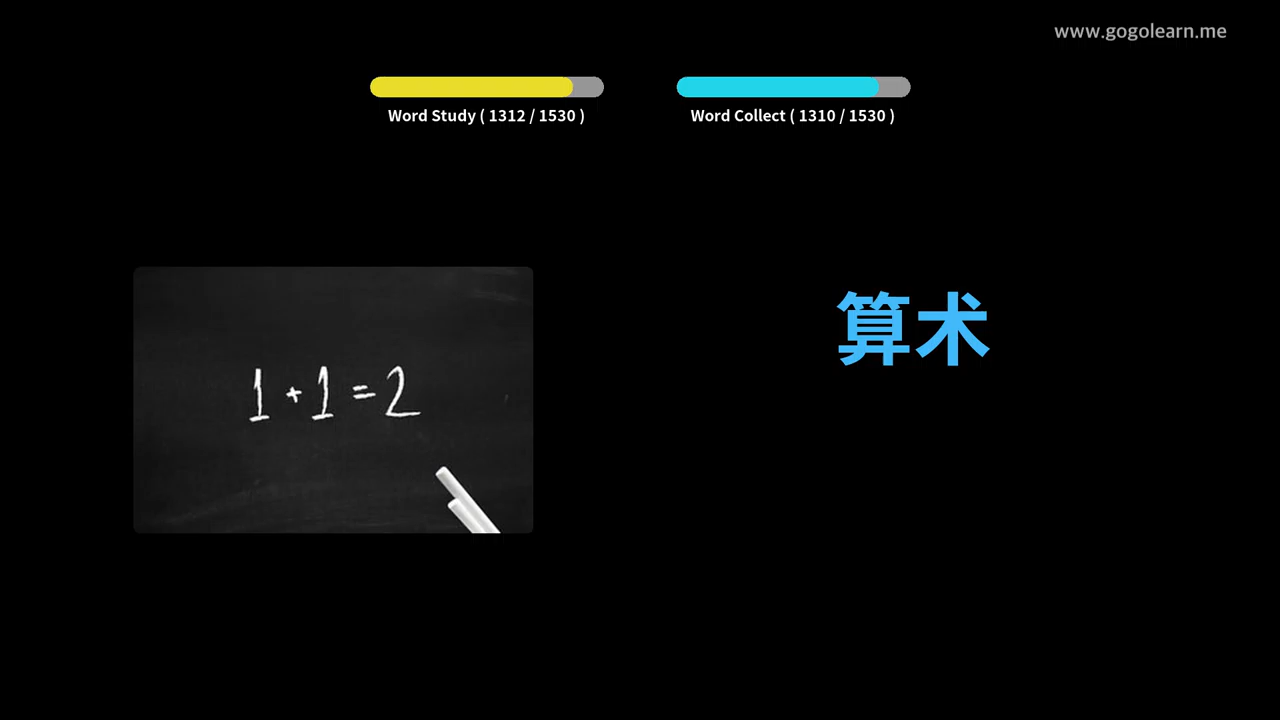 www.gogolearn.me
Word Study ( 1312 / 1530 )
Word Collect ( 1310 / 1530 )
算术
1 + 1 = 2